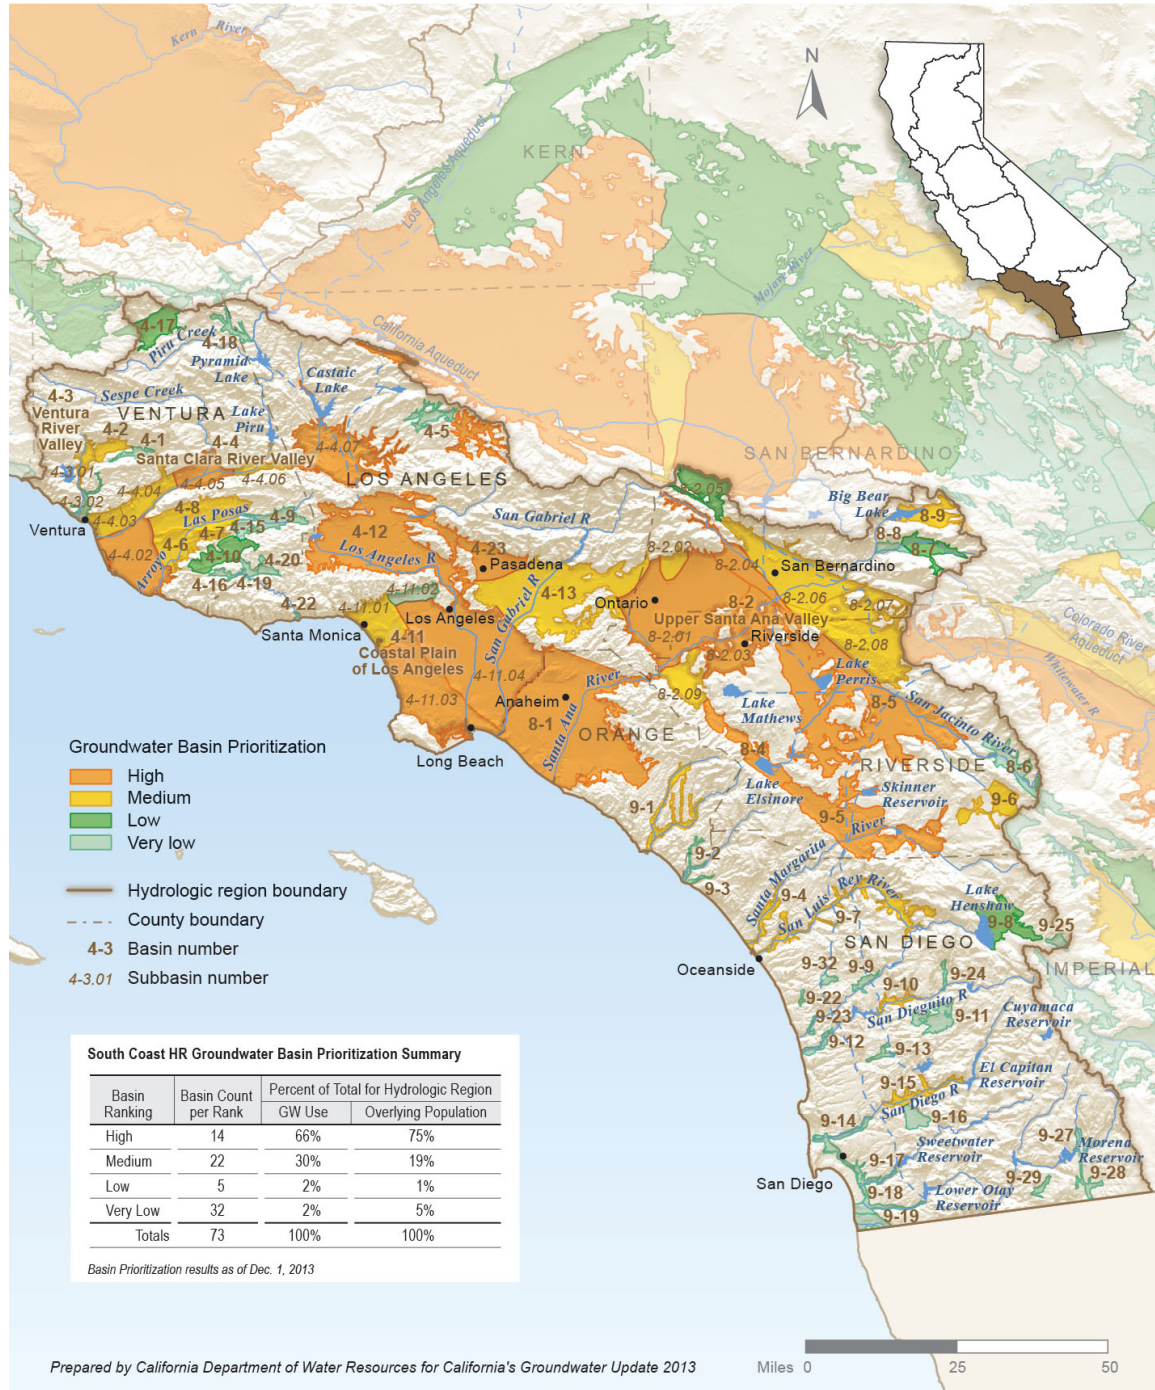 Kern River
N
KERN
Los Angeles Aqueduct
Mojave River
California Aqueduct
4-17
Piru Creek
4-18
Pyramid
Lake
Castaic
Lake
Sespe Creek
4-3
Ventura
River
Valley
VENTURA
Lake
Piru
4-5
4-2
4-1
4-4
Santa Clara River Valley
4-4.07
SAN BERNARDINO
4-3.01
4-4.04
4-4.05
4-4.06
LOS ANGELES
8-2.05
Big Bear
Lake
8-9
4-3.02
4-8
Las Posas
4-9
San Gabriel R
8-8
Ventura
4-4.03
4-7
4-15
4-12
8-7
4-4.02
4-6
4-10
4-20
Los Angeles R
4-23
Pasadena
8-2.02
8-2.04
San Bernardino
Arroyo
4-16
4-19
4-11.02
4-13
Ontario
8-2
8-2.06
8-2.07
4-22
4-11.01
Los Angeles
San Gabriel R
Upper Santa Ana Valley
Colorado River
Aqueduct
Santa Monica
4-11
Coastal Plain
of Los Angeles
8-2.01
Riverside
8-2.03
8-2.08
Whitewater R
4-11.04
4-11.03
River
8-2.09
Lake
Perris
Anaheim
Lake
Mathews
8-5
San Jacinto River
8-1
Santa Ana
ORANGE
8-4
Long Beach
RIVERSIDE
8-6
Groundwater Basin Prioritization
High
Medium
Low
Very low
Lake
Elsinore
Skinner
Reservoir
9-6
9-1
9-5
River
9-2
Santa Margarita
9-3
9-4
San Luis Rey River
Lake
Henshaw
Hydrologic region boundary
County boundary
4-3 Basin number
4-3.01 Subbasin number
9-7
9-8
9-25
SAN DIEGO
Oceanside
IMPERIAL
9-32
9-9
9-24
9-10
9-22
9-23
San Dieguito R
9-11
Cuyamaca
Reservoir
9-12
9-13
El Capitan
Reservoir
9-15
San Diego R
9-14
9-16
9-27
Morena
Reservoir
9-17
Sweetwater
Reservoir
San Diego
9-29
9-28
9-18
Lower Otay
Reservoir
9-19
South Coast HR Groundwater Basin Prioritization Summary
Basin Ranking Basin Count per Rank Percent of Total for Hydrologic Region
GW Use Overlying Population
High 14 66% 75%
Medium 22 30% 19%
Low 5 2% 1%
Very Low 32 2% 5%
Totals 73 100% 100%
Basin Prioritization results as of Dec. 1, 2013
Prepared by California Department of Water Resources for California's Groundwater Update 2013
Miles 0 25 50